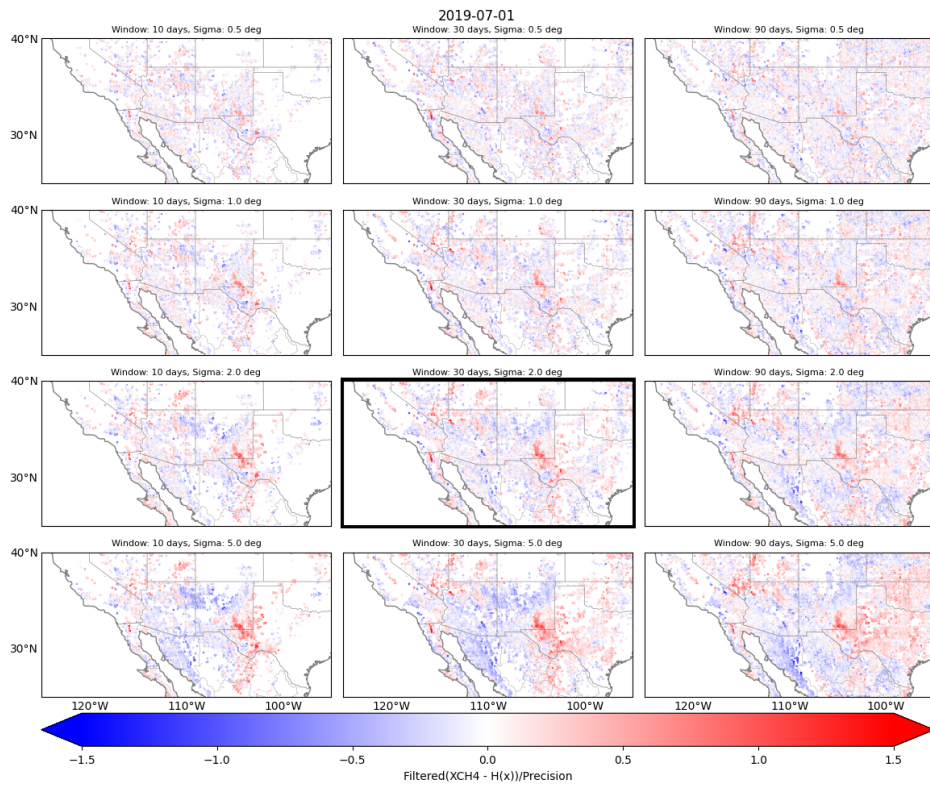 2019-07-01
Window: 10 days, Sigma: 0.5 deg
Window: 30 days, Sigma: 0.5 deg
Window: 90 days, Sigma: 0.5 deg
40°N
30°N
Window: 10 days, Sigma: 1.0 deg
Window: 30 days, Sigma: 1.0 deg
Window: 90 days, Sigma: 1.0 deg
40°N
30°N
Window: 10 days, Sigma: 2.0 deg
Window: 30 days, Sigma: 2.0 deg
Window: 90 days, Sigma: 2.0 deg
40°N
30°N
Window: 10 days, Sigma: 5.0 deg
Window: 30 days, Sigma: 5.0 deg
Window: 90 days, Sigma: 5.0 deg
40°N
30°N
120°W 110°W 100°W 120°W 110°W 100°W 120°W 110°W 100°W
−1.5 −1.0 −0.5 0.0 0.5 1.0 1.5
Filtered(XCH4 - H(x))/Precision